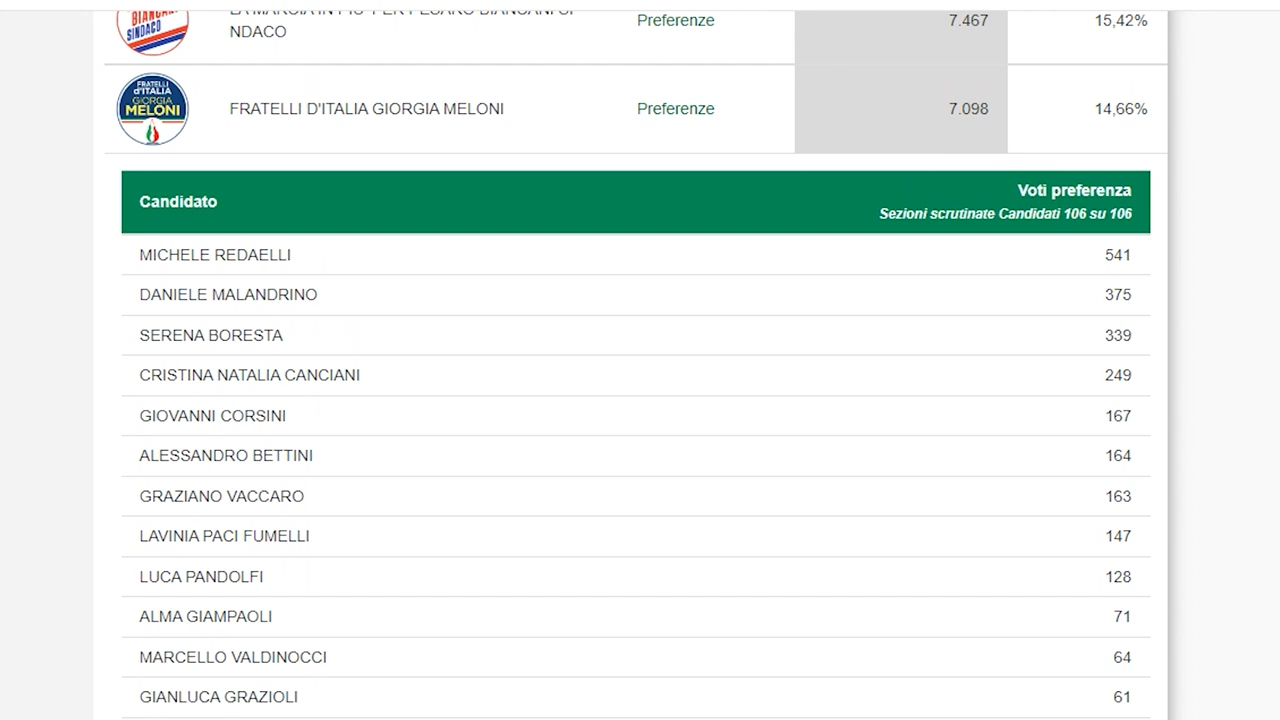 BIANCANI
SINDACO
NDACO
Preferenze
7.467
15,42%
FRATELLI
d'ITALIA
GIORGIA
MELONI
FRATELLI D'ITALIA GIORGIA MELONI
Preferenze
7.098
14,66%
Candidato
Voti preferenza
Sezioni scrutinate Candidati 106 su 106
MICHELE REDAELLI 541
DANIELE MALANDRINO 375
SERENA BORESTA 339
CRISTINA NATALIA CANCIANI 249
GIOVANNI CORSINI 167
ALESSANDRO BETTINI 164
GRAZIANO VACCARO 163
LAVINIA PACI FUMELLI 147
LUCA PANDOLFI 128
ALMA GIAMPAOLI 71
MARCELLO VALDINOCCI 64
GIANLUCA GRAZIOLI 61